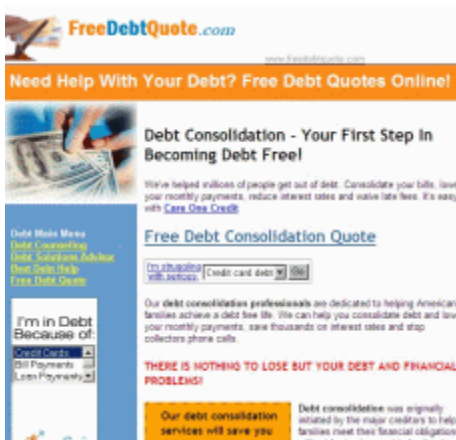 FreeDebtQuote.com
www.freedebtquote.com
Need Help With Your Debt? Free Debt Quotes Online!
Debt Consolidation - Your First Step In
Becoming Debt Free!
We've helped millions of people get out of debt. Consolidate your bills, lowe
your monthly payments, reduce interest rates and waive late fees. It's easy
with Care One Credit
Free Debt Consolidation Quote
I'm struggling
with serious Credit card debt Go
Our debt consolidation professionals are dedicated to helping American
families achieve a debt free life. We can help you consolidate debt and low
your monthly payments, save thousands on interest rates and stop
collectors phone calls.
THERE IS NOTHING TO LOSE BUT YOUR DEBT AND FINANCIAL
PROBLEMS!
Debt Main Menu
Debt Counseling
Debt Solutions Advisor
Best Debt Help
Free Debt Quote
I'm in Debt
Because of:
Credit Cards
Bill Payments
Loan Payments
Our debt consolidation
services will save you
Debt consolidation was originally
initiated by the major creditors to help
families meet their financial obligation